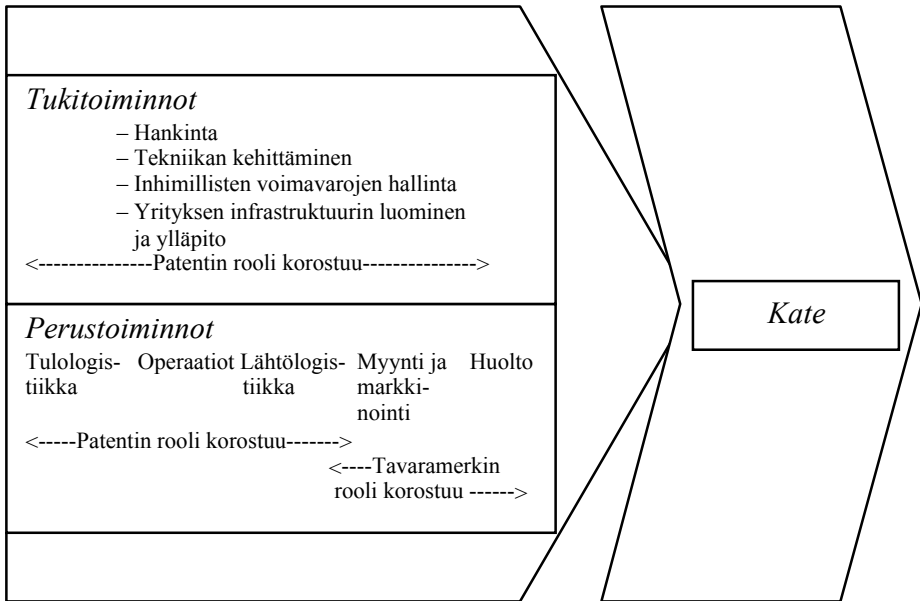 Tukitoiminnot
– Hankinta
– Tekniikan kehittäminen
– Inhimillisten voimavarojen hallinta
– Yrityksen infrastruktuurin luominen
ja ylläpito
<---------------Patentin rooli korostuu--------------->
Perustoiminnot
Tulologis- Operaatiot Lähtölogis- Myynti ja Huolto
tiikka tiikka markki-
nointi
<-----Patentin rooli korostuu------->
<----Tavaramerkin
rooli korostuu ------>
Kate